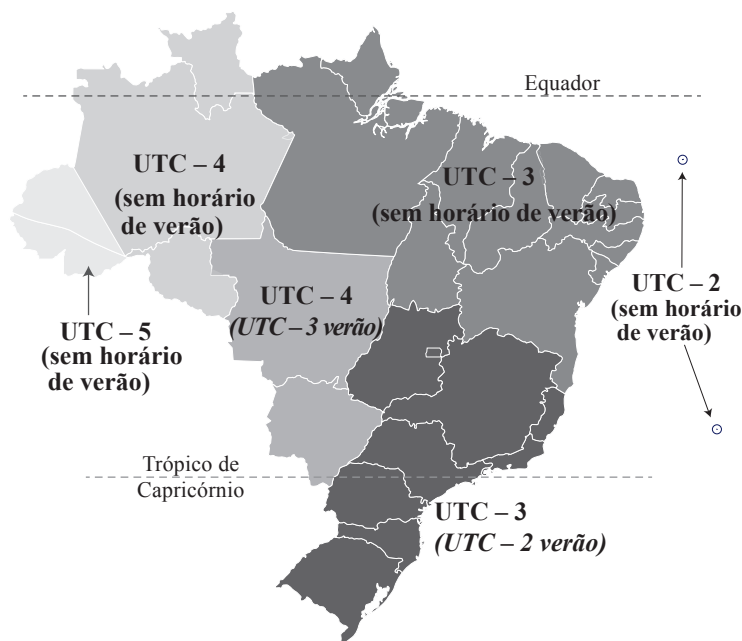 Equador
UTC – 4
(sem horário
de verão)
UTC – 3
(sem horário de verão)
UTC – 2
(sem horário
de verão)
UTC – 4
(UTC – 3 verão)
UTC – 5
(sem horário
de verão)
Trópico de
Capricórnio
UTC – 3
(UTC – 2 verão)